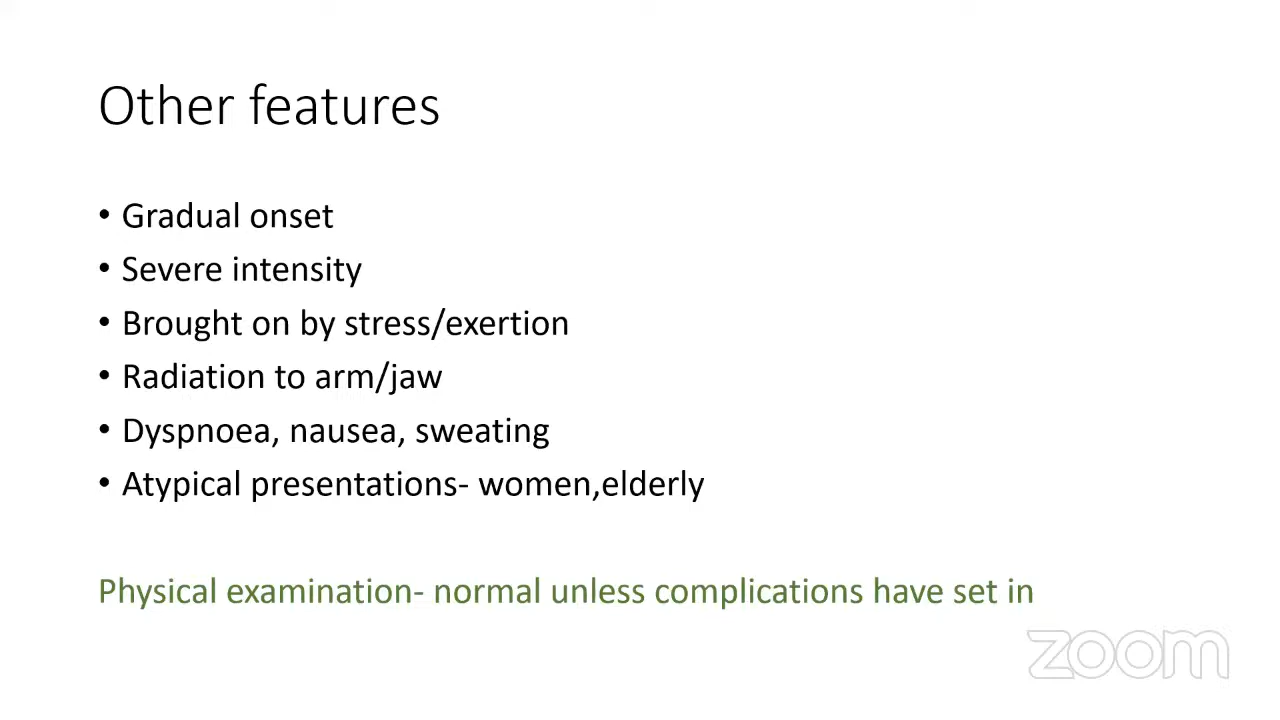 Other features
• Gradual onset
• Severe intensity
• Brought on by stress/exertion
• Radiation to arm/jaw
• Dyspnoea, nausea, sweating
• Atypical presentations- women,elderly
Physical examination- normal unless complications have set in
zoom